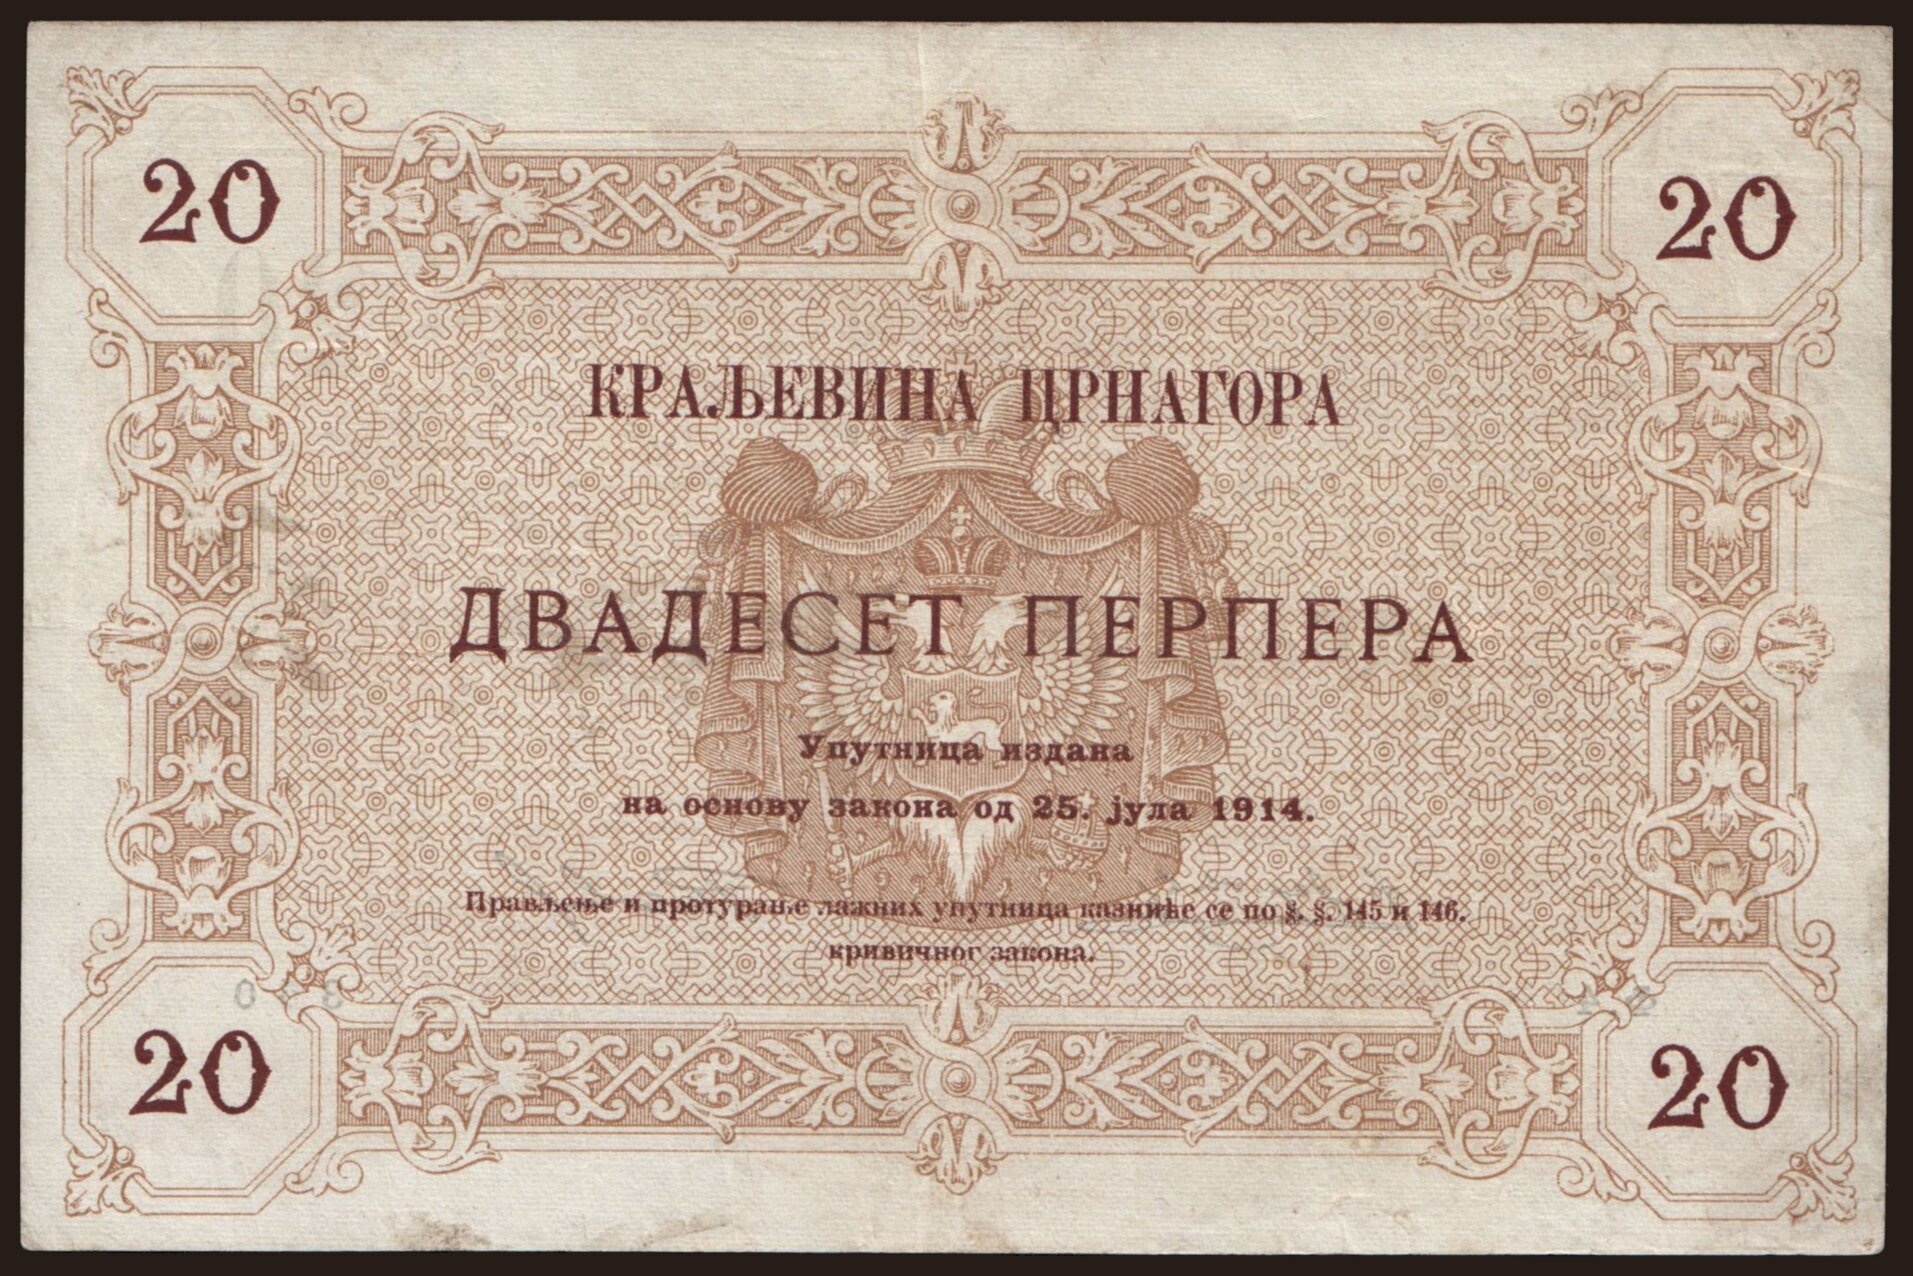 20 20
КРАЉЕВИНА ЦРНАГОРА
ДВАДЕСЕТ ПЕРПЕРА
Упутница издана
на основу закона од 25. јула 1914.
Прављење и протурање лажних упутница казниће се по §. §. 145 и 146.
кривичног закона.
20 20